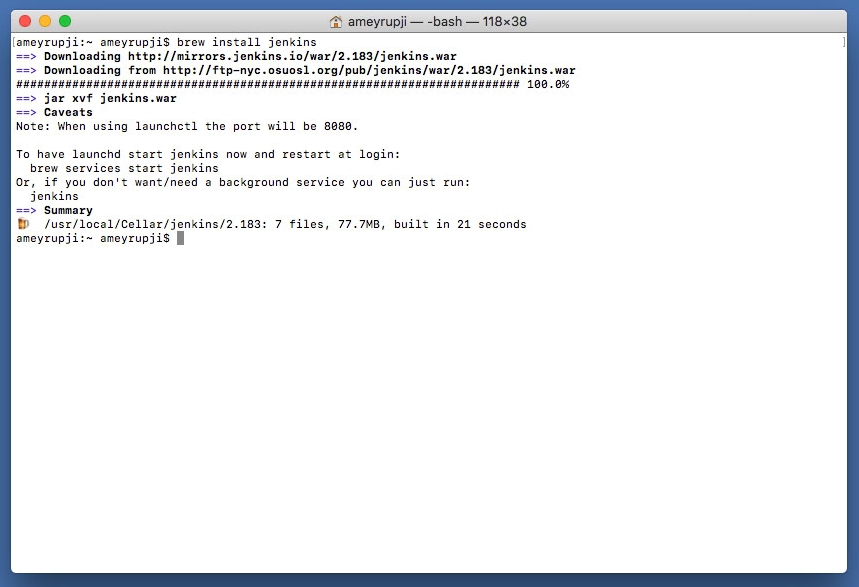 ameyrupji — -bash — 118×38
[ameyrupji:~ ameyrupji$ brew install jenkins ]
==> Downloading http://mirrors.jenkins.io/war/2.183/jenkins.war
==> Downloading from http://ftp-nyc.osuosl.org/pub/jenkins/war/2.183/jenkins.war
######################################################################## 100.0%
==> jar xvf jenkins.war
==> Caveats
Note: When using launchctl the port will be 8080.
To have launchd start jenkins now and restart at login:
brew services start jenkins
Or, if you don't want/need a background service you can just run:
jenkins
==> Summary
🍺 /usr/local/Cellar/jenkins/2.183: 7 files, 77.7MB, built in 21 seconds
ameyrupji:~ ameyrupji$